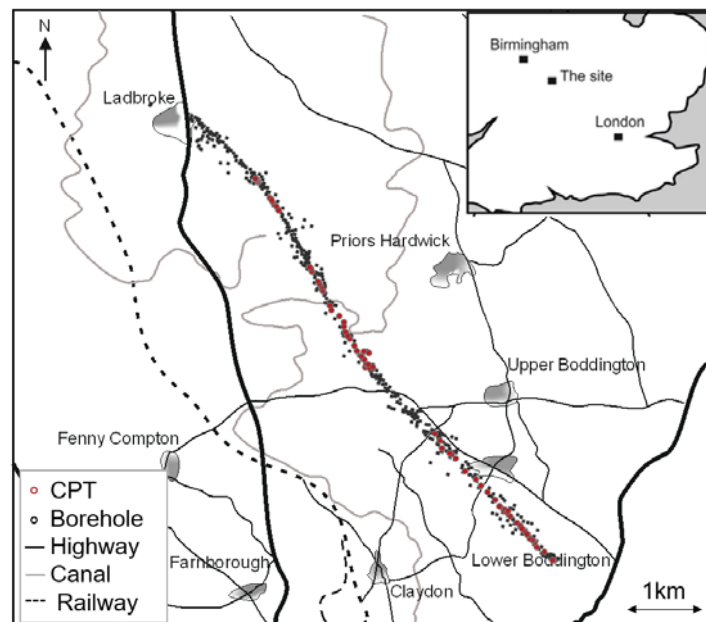 N
Birmingham
The site
London
Ladbroke
Priors Hardwick
Upper Boddington
Fenny Compton
CPT
Borehole
Highway
Canal
Railway
Farnborough
Claydon
Lower Boddington
1km